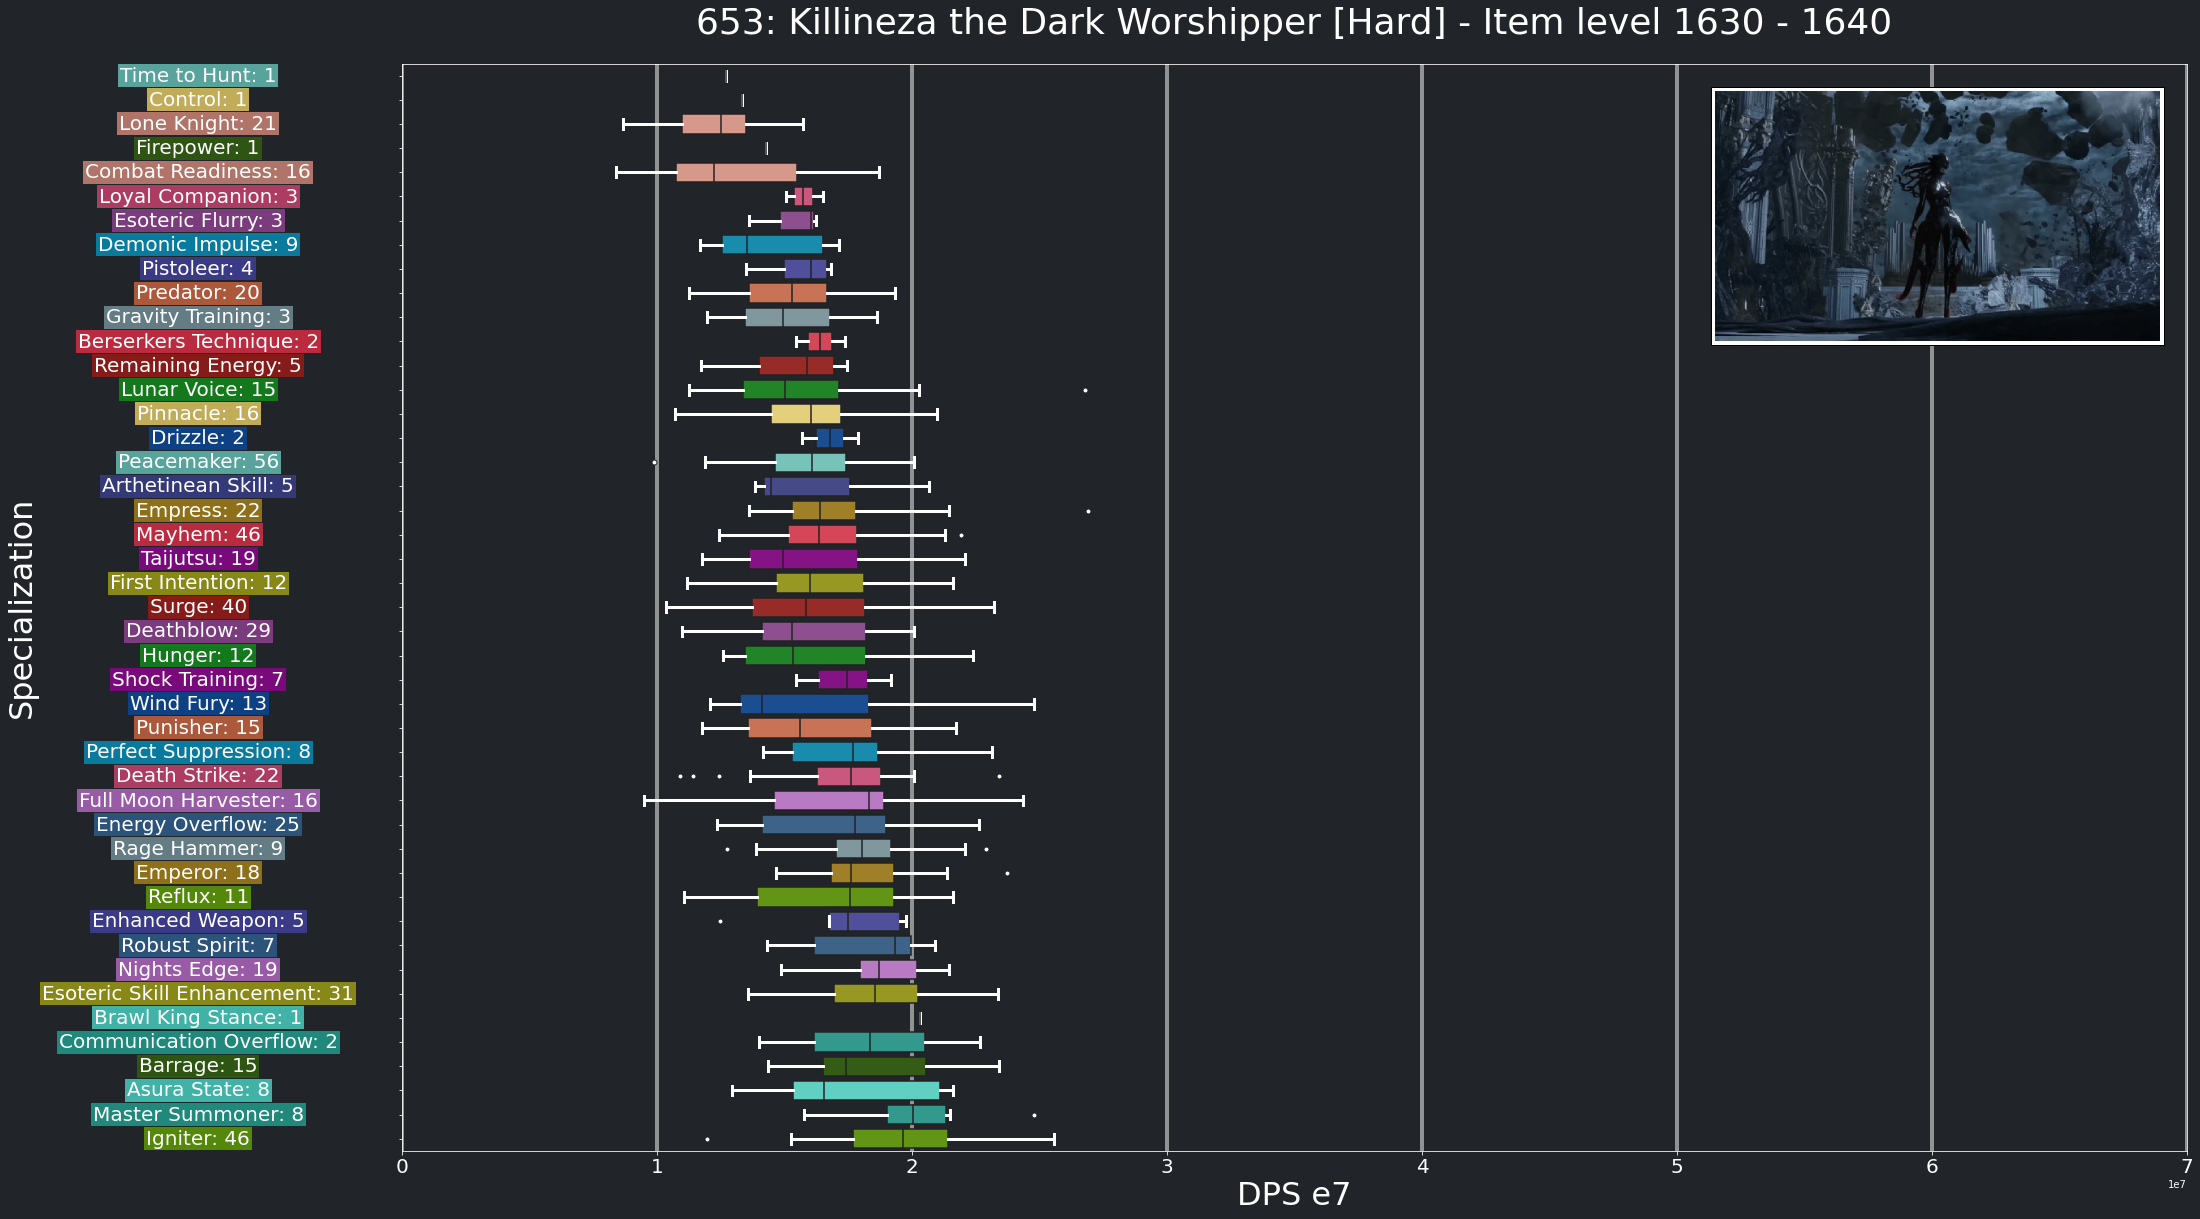 653: Killineza the Dark Worshipper [Hard] - Item level 1630 - 1640
Specialization
Time to Hunt: 1
Control: 1
Lone Knight: 21
Firepower: 1
Combat Readiness: 16
Loyal Companion: 3
Esoteric Flurry: 3
Demonic Impulse: 9
Pistoleer: 4
Predator: 20
Gravity Training: 3
Berserkers Technique: 2
Remaining Energy: 5
Lunar Voice: 15
Pinnacle: 16
Drizzle: 2
Peacemaker: 56
Arthetinean Skill: 5
Empress: 22
Mayhem: 46
Taijutsu: 19
First Intention: 12
Surge: 40
Deathblow: 29
Hunger: 12
Shock Training: 7
Wind Fury: 13
Punisher: 15
Perfect Suppression: 8
Death Strike: 22
Full Moon Harvester: 16
Energy Overflow: 25
Rage Hammer: 9
Emperor: 18
Reflux: 11
Enhanced Weapon: 5
Robust Spirit: 7
Nights Edge: 19
Esoteric Skill Enhancement: 31
Brawl King Stance: 1
Communication Overflow: 2
Barrage: 15
Asura State: 8
Master Summoner: 8
Igniter: 46
0 1 2 3 4 5 6 7
1e7
DPS e7